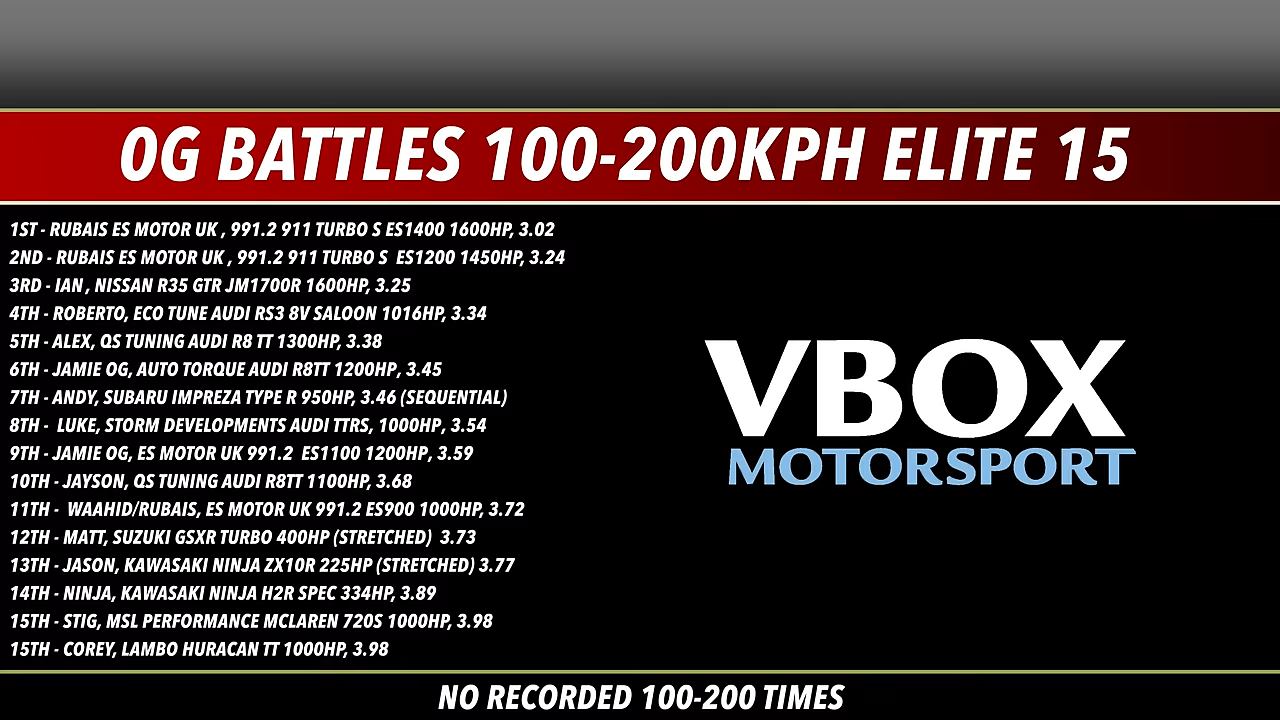 0G BATTLES 100-200KPH ELITE 15
1ST - RUBAIS ES MOTOR UK , 991.2 911 TURBO S ES1400 1600HP, 3.02
2ND - RUBAIS ES MOTOR UK , 991.2 911 TURBO S  ES1200 1450HP, 3.24
3RD - IAN , NISSAN R35 GTR JM1700R 1600HP, 3.25
4TH - ROBERTO, ECO TUNE AUDI RS3 8V SALOON 1016HP, 3.34
5TH - ALEX, QS TUNING AUDI R8 TT 1300HP, 3.38
6TH - JAMIE OG, AUTO TORQUE AUDI R8TT 1200HP, 3.45
7TH - ANDY, SUBARU IMPREZA TYPE R 950HP, 3.46 (SEQUENTIAL)
8TH -  LUKE, STORM DEVELOPMENTS AUDI TTRS, 1000HP, 3.54
9TH - JAMIE OG, ES MOTOR UK 991.2  ES1100 1200HP, 3.59
10TH - JAYSON, QS TUNING AUDI R8TT 1100HP, 3.68
11TH -  WAAHID/RUBAIS, ES MOTOR UK 991.2 ES900 1000HP, 3.72
12TH - MATT, SUZUKI GSXR TURBO 400HP (STRETCHED)  3.73
13TH - JASON, KAWASAKI NINJA ZX10R 225HP (STRETCHED) 3.77
14TH - NINJA, KAWASAKI NINJA H2R SPEC 334HP, 3.89
15TH - STIG, MSL PERFORMANCE MCLAREN 720S 1000HP, 3.98
15TH - COREY, LAMBO HURACAN TT 1000HP, 3.98
VBOX
MOTORSPORT
NO RECORDED 100-200 TIMES